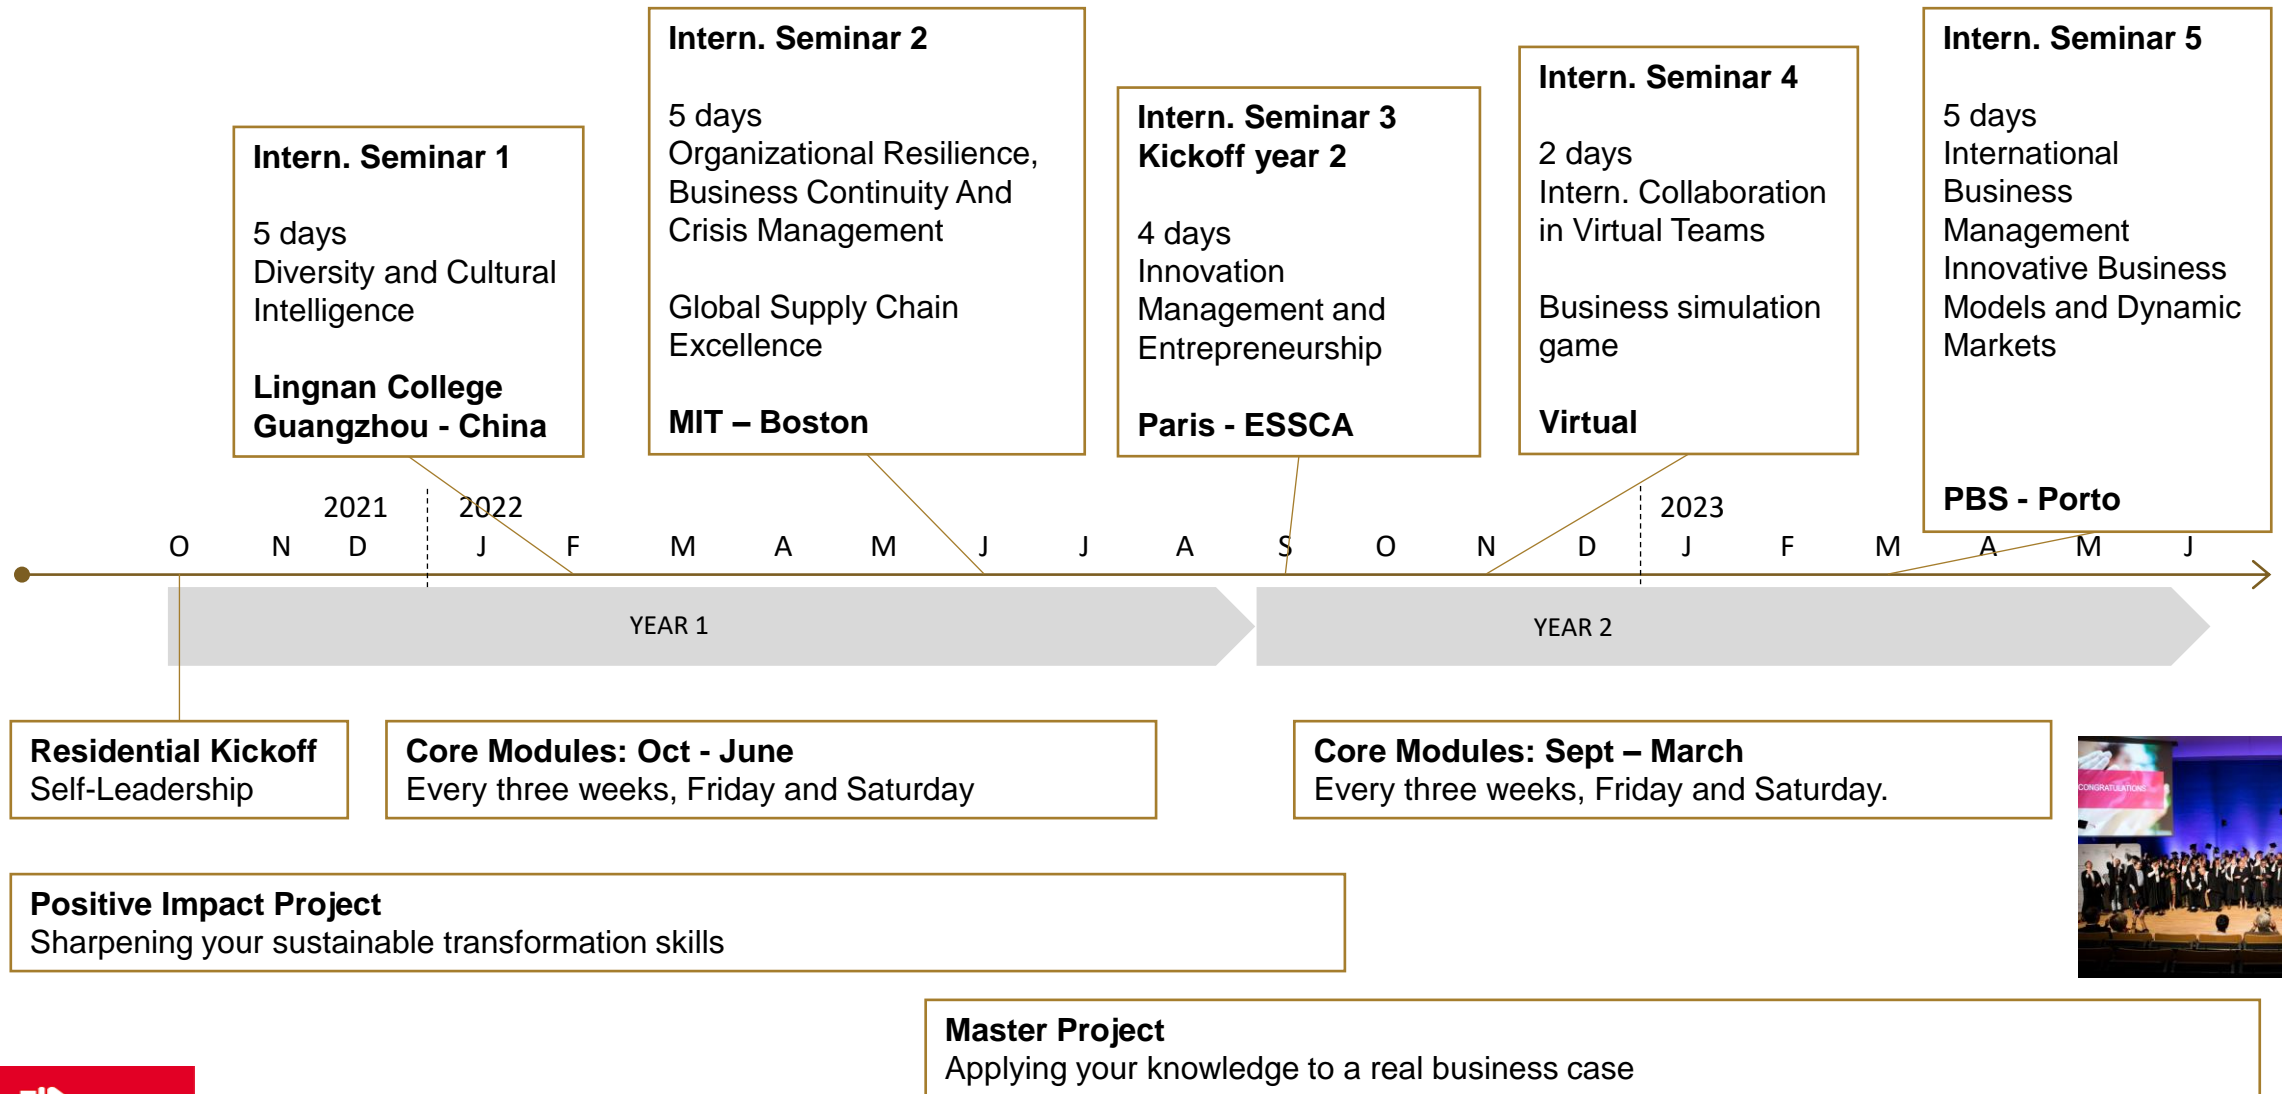 Intern. Seminar 1
5 days
Diversity and Cultural
Intelligence
Lingnan College
Guangzhou - China
Intern. Seminar 2
5 days
Organizational Resilience,
Business Continuity And
Crisis Management
Global Supply Chain
Excellence
MIT – Boston
Intern. Seminar 3
Kickoff year 2
4 days
Innovation
Management and
Entrepreneurship
Paris - ESSCA
Intern. Seminar 4
2 days
Intern. Collaboration
in Virtual Teams
Business simulation
game
Virtual
Intern. Seminar 5
5 days
International
Business
Management
Innovative Business
Models and Dynamic
Markets
PBS - Porto
2021 2022 2023
O N D J F M A M J J A S O N D J F M A M J
YEAR 1 YEAR 2
Residential Kickoff
Self-Leadership
Core Modules: Oct - June
Every three weeks, Friday and Saturday
Core Modules: Sept – March
Every three weeks, Friday and Saturday.
CONGRATULATIONS
Positive Impact Project
Sharpening your sustainable transformation skills
Master Project
Applying your knowledge to a real business case